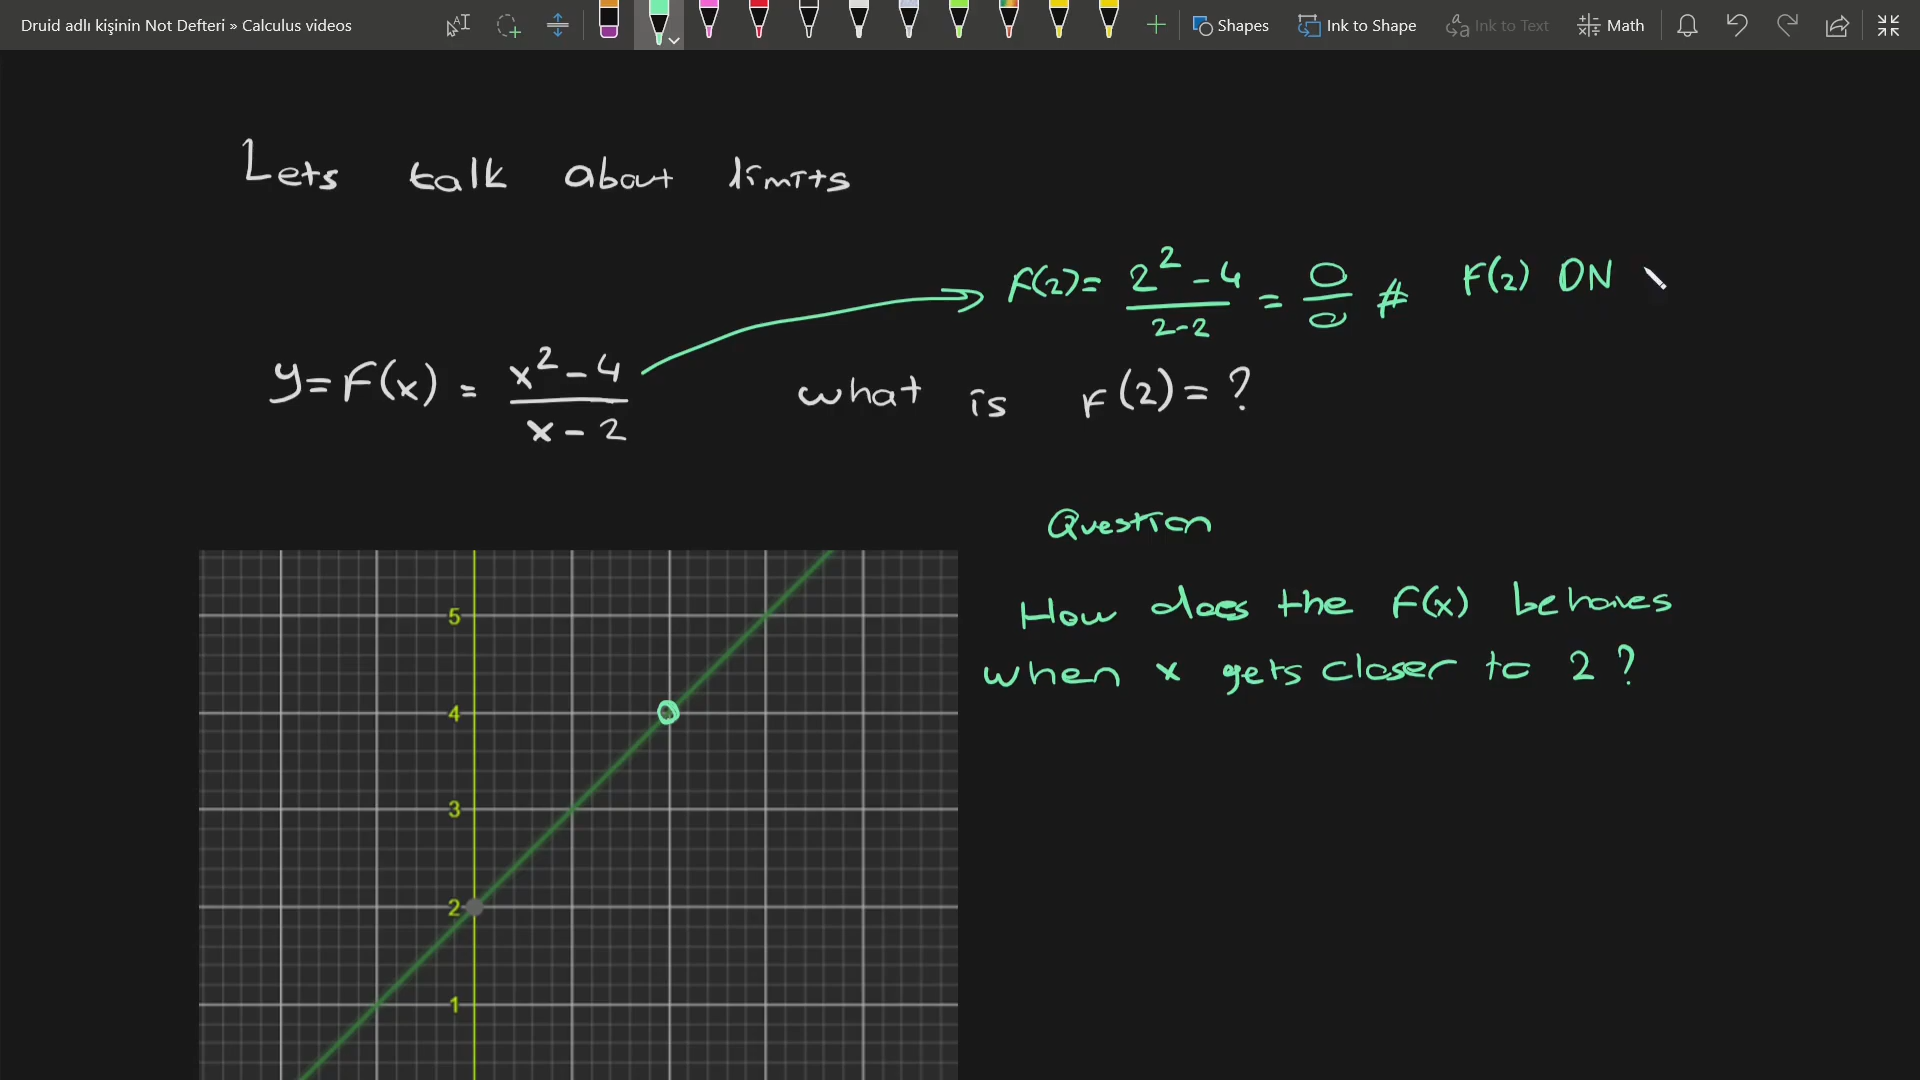 Druid adlı kişinin Not Defteri » Calculus videos
Shapes
Ink to Shape
Ink to Text
Math
Lets talk about limits
F(2)= 2² - 4 / 2-2 = 0/0 # F(2) DN
y=F(x) = x² - 4 / x - 2
what is F(2) = ?
Question
How does the F(x) behaves
when x gets closer to 2 ?
5
4
3
2
1